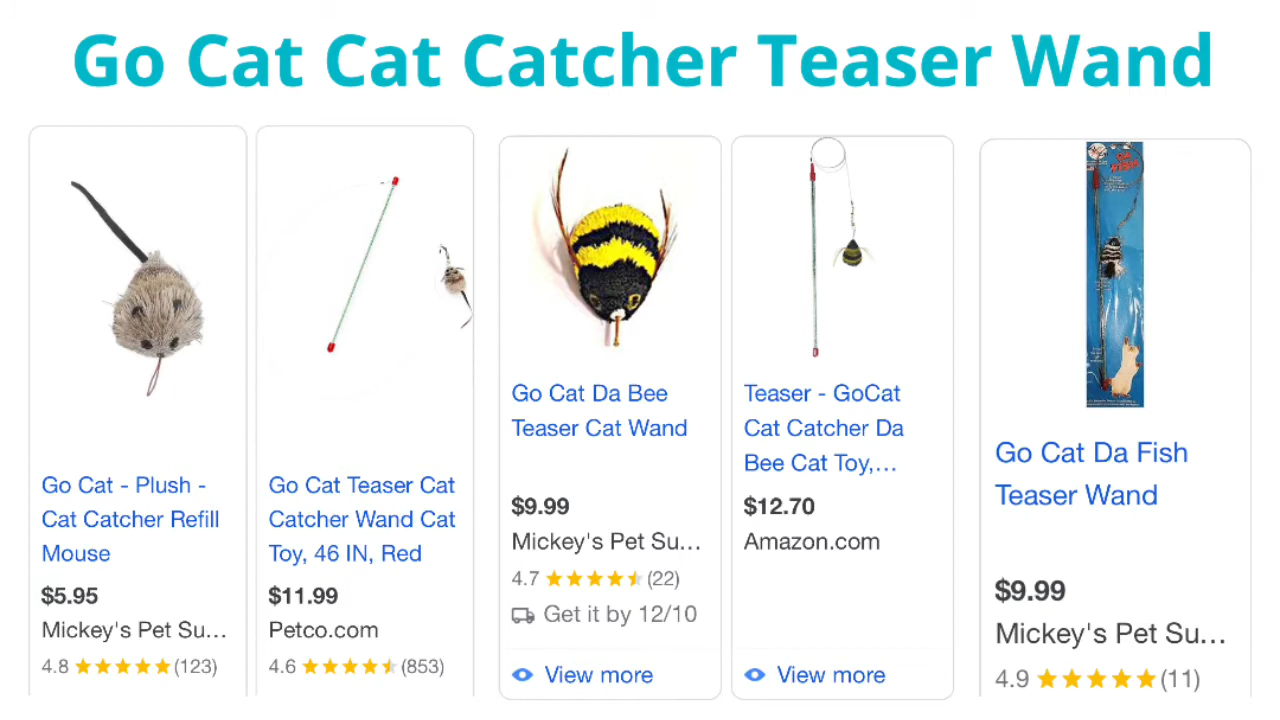 Go Cat Cat Catcher Teaser Wand
Go Cat - Plush -
Cat Catcher Refill
Mouse
$5.95
Mickey's Pet Su...
4.8 (123)
Go Cat Teaser Cat
Catcher Wand Cat
Toy, 46 IN, Red
$11.99
Petco.com
4.6 (853)
Go Cat Da Bee
Teaser Cat Wand
$9.99
Mickey's Pet Su...
4.7 (22)
Get it by 12/10
View more
Teaser - GoCat
Cat Catcher Da
Bee Cat Toy,...
$12.70
Amazon.com
View more
Go Cat Da Fish
Teaser Wand
$9.99
Mickey's Pet Su...
4.9 (11)